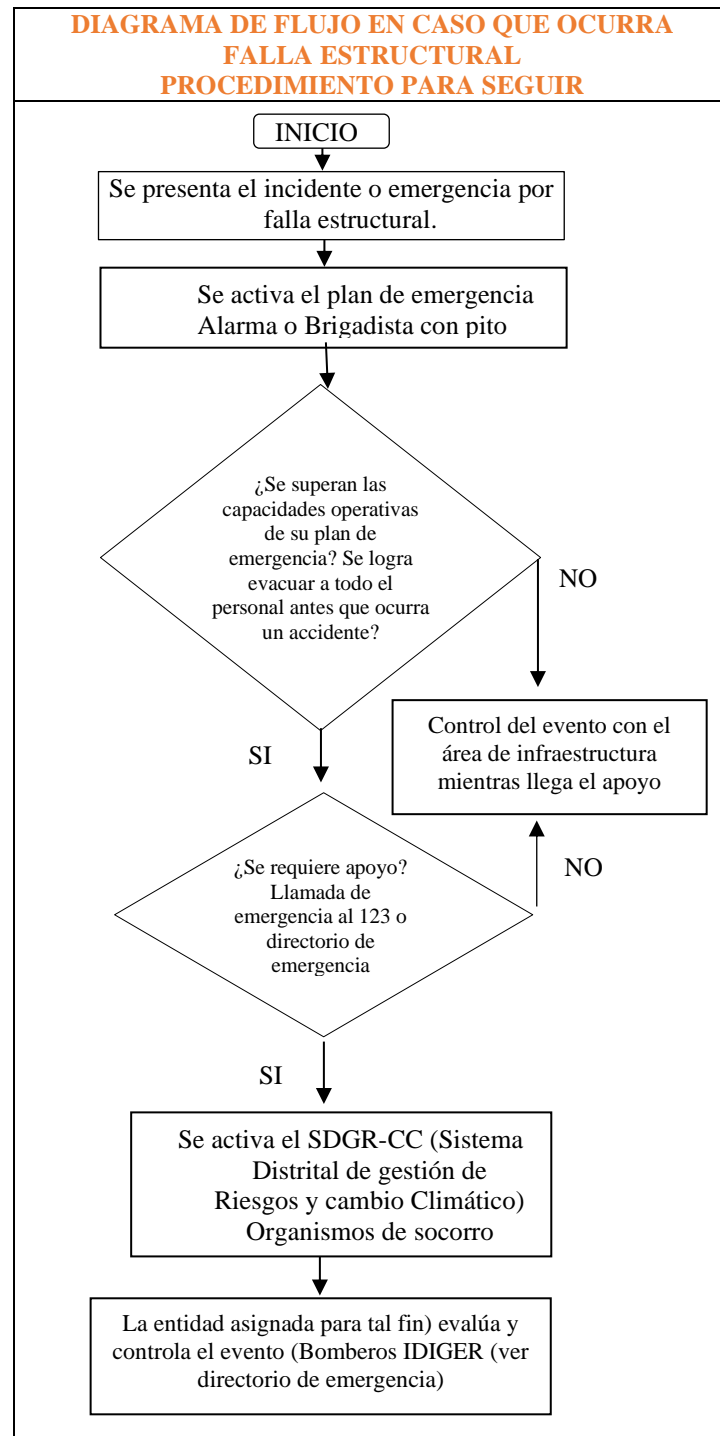 DIAGRAMA DE FLUJO EN CASO QUE OCURRA
FALLA ESTRUCTURAL
PROCEDIMIENTO PARA SEGUIR
INICIO
Se presenta el incidente o emergencia por
falla estructural.
Se activa el plan de emergencia
Alarma o Brigadista con pito
¿Se superan las
capacidades operativas
de su plan de
emergencia? Se logra
evacuar a todo el
personal antes que ocurra
un accidente?
NO
Control del evento con el
área de infraestructura
mientras llega el apoyo
SI
¿Se requiere apoyo?
Llamada de
emergencia al 123 o
directorio de
emergencia
NO
SI
Se activa el SDGR-CC (Sistema
Distrital de gestión de
Riesgos y cambio Climático)
Organismos de socorro
La entidad asignada para tal fin) evalúa y
controla el evento (Bomberos IDIGER (ver
directorio de emergencia)